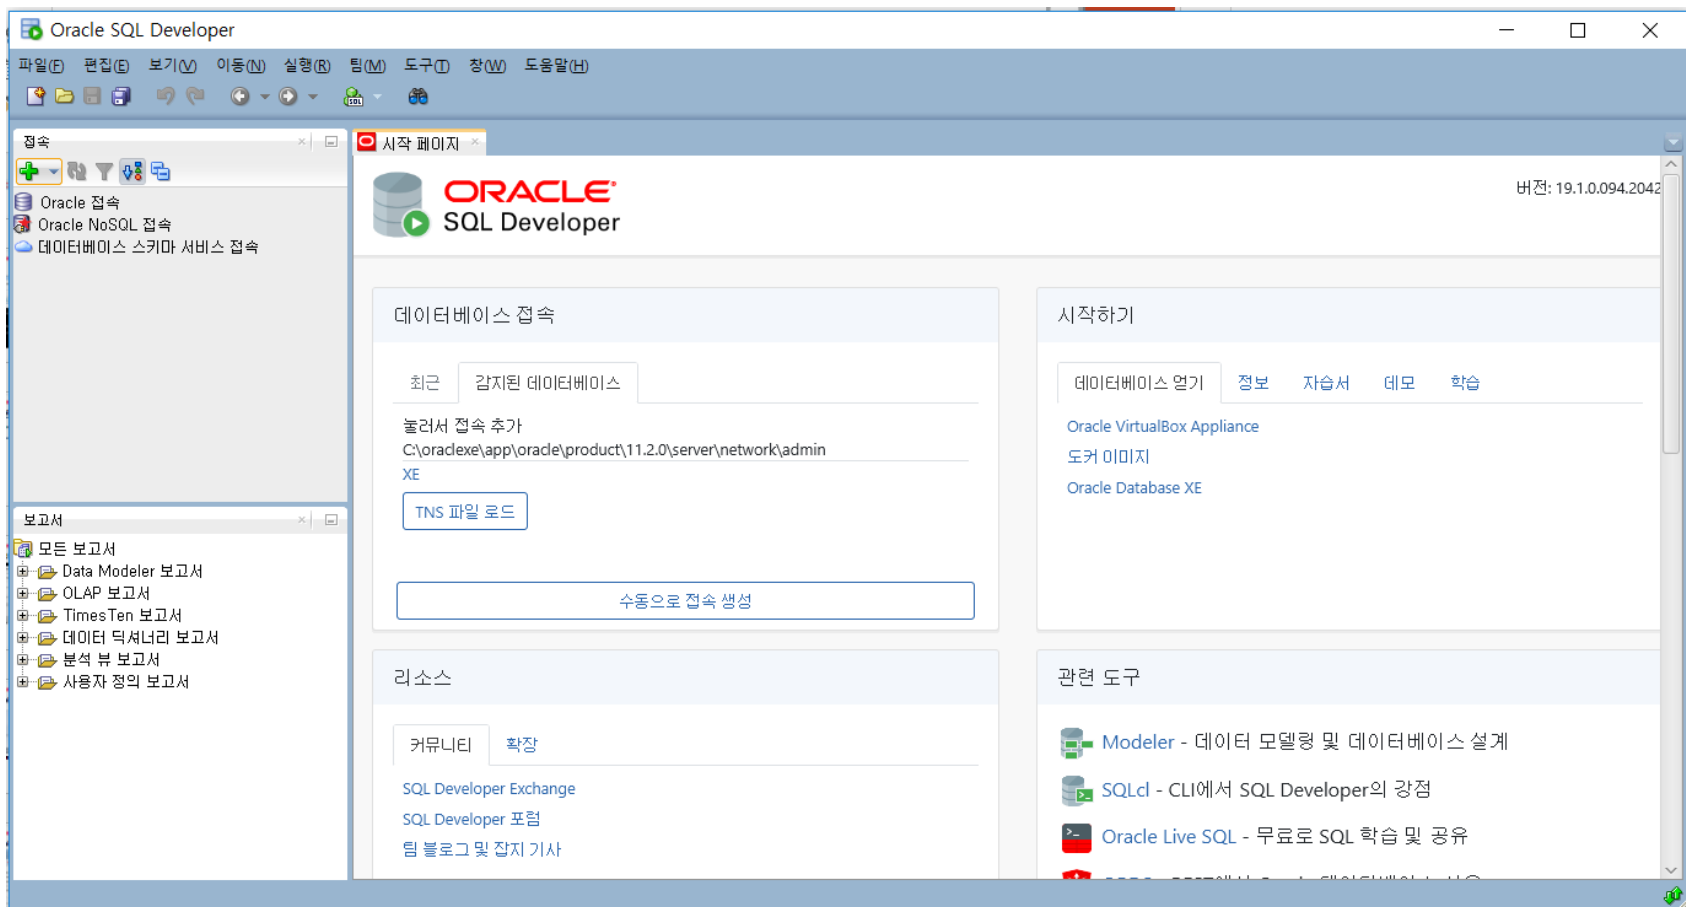 Oracle SQL Developer
파일(F) 편집(E) 보기(V) 이동(N) 실행(R) 팀(M) 도구(T) 창(W) 도움말(H)
접속
Oracle 접속
Oracle NoSQL 접속
데이터베이스 스키마 서비스 접속
보고서
모든 보고서
Data Modeler 보고서
OLAP 보고서
TimesTen 보고서
데이터 딕셔너리 보고서
분석 뷰 보고서
사용자 정의 보고서
시작 페이지
ORACLE
SQL Developer
버전: 19.1.0.094.2042
데이터베이스 접속
최근 감지된 데이터베이스
눌러서 접속 추가
C:\oraclexe\app\oracle\product\11.2.0\server\network\admin
XE
TNS 파일 로드
수동으로 접속 생성
시작하기
데이터베이스 얻기 정보 자습서 데모 학습
Oracle VirtualBox Appliance
도커 이미지
Oracle Database XE
리소스
커뮤니티 확장
SQL Developer Exchange
SQL Developer 포럼
팀 블로그 및 잡지 기사
관련 도구
Modeler - 데이터 모델링 및 데이터베이스 설계
SQLcl - CLI에서 SQL Developer의 강점
Oracle Live SQL - 무료로 SQL 학습 및 공유